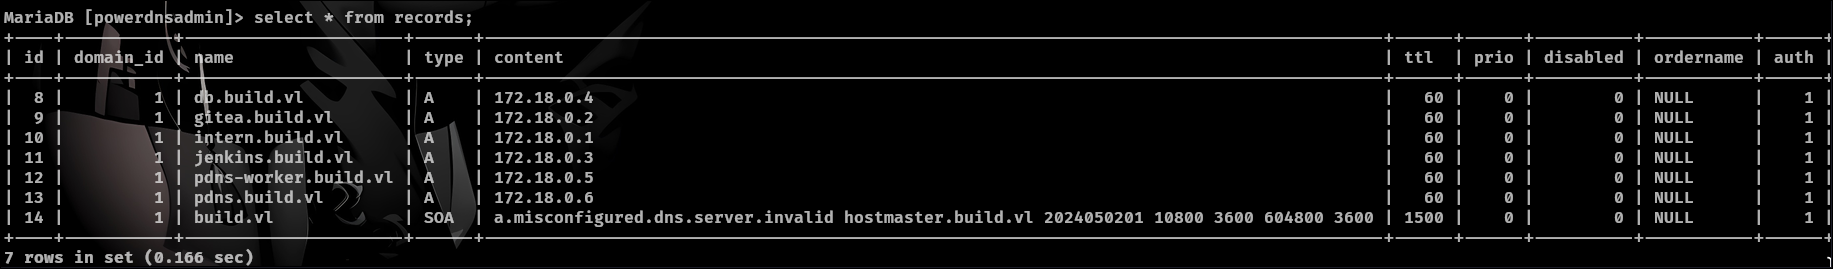 MariaDB [powerdnsadmin]> select * from records;
| id | domain_id | name | type | content | ttl | prio | disabled | ordername | auth |
| 8 | 1 | db.build.vl | A | 172.18.0.4 | 60 | 0 | 0 | NULL | 1 |
| 9 | 1 | gitea.build.vl | A | 172.18.0.2 | 60 | 0 | 0 | NULL | 1 |
| 10 | 1 | intern.build.vl | A | 172.18.0.1 | 60 | 0 | 0 | NULL | 1 |
| 11 | 1 | jenkins.build.vl | A | 172.18.0.3 | 60 | 0 | 0 | NULL | 1 |
| 12 | 1 | pdns-worker.build.vl | A | 172.18.0.5 | 60 | 0 | 0 | NULL | 1 |
| 13 | 1 | pdns.build.vl | A | 172.18.0.6 | 60 | 0 | 0 | NULL | 1 |
| 14 | 1 | build.vl | SOA | a.misconfigured.dns.server.invalid hostmaster.build.vl 2024050201 10800 3600 604800 3600 | 1500 | 0 | 0 | NULL | 1 |
7 rows in set (0.166 sec)